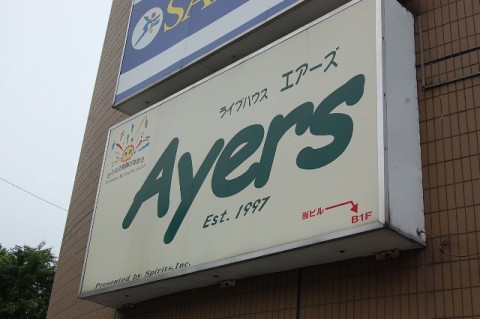 SA
ライブハウス エアーズ
Ayers
Est. 1997
当ビル
B1F
Presented by Spirits,Inc.